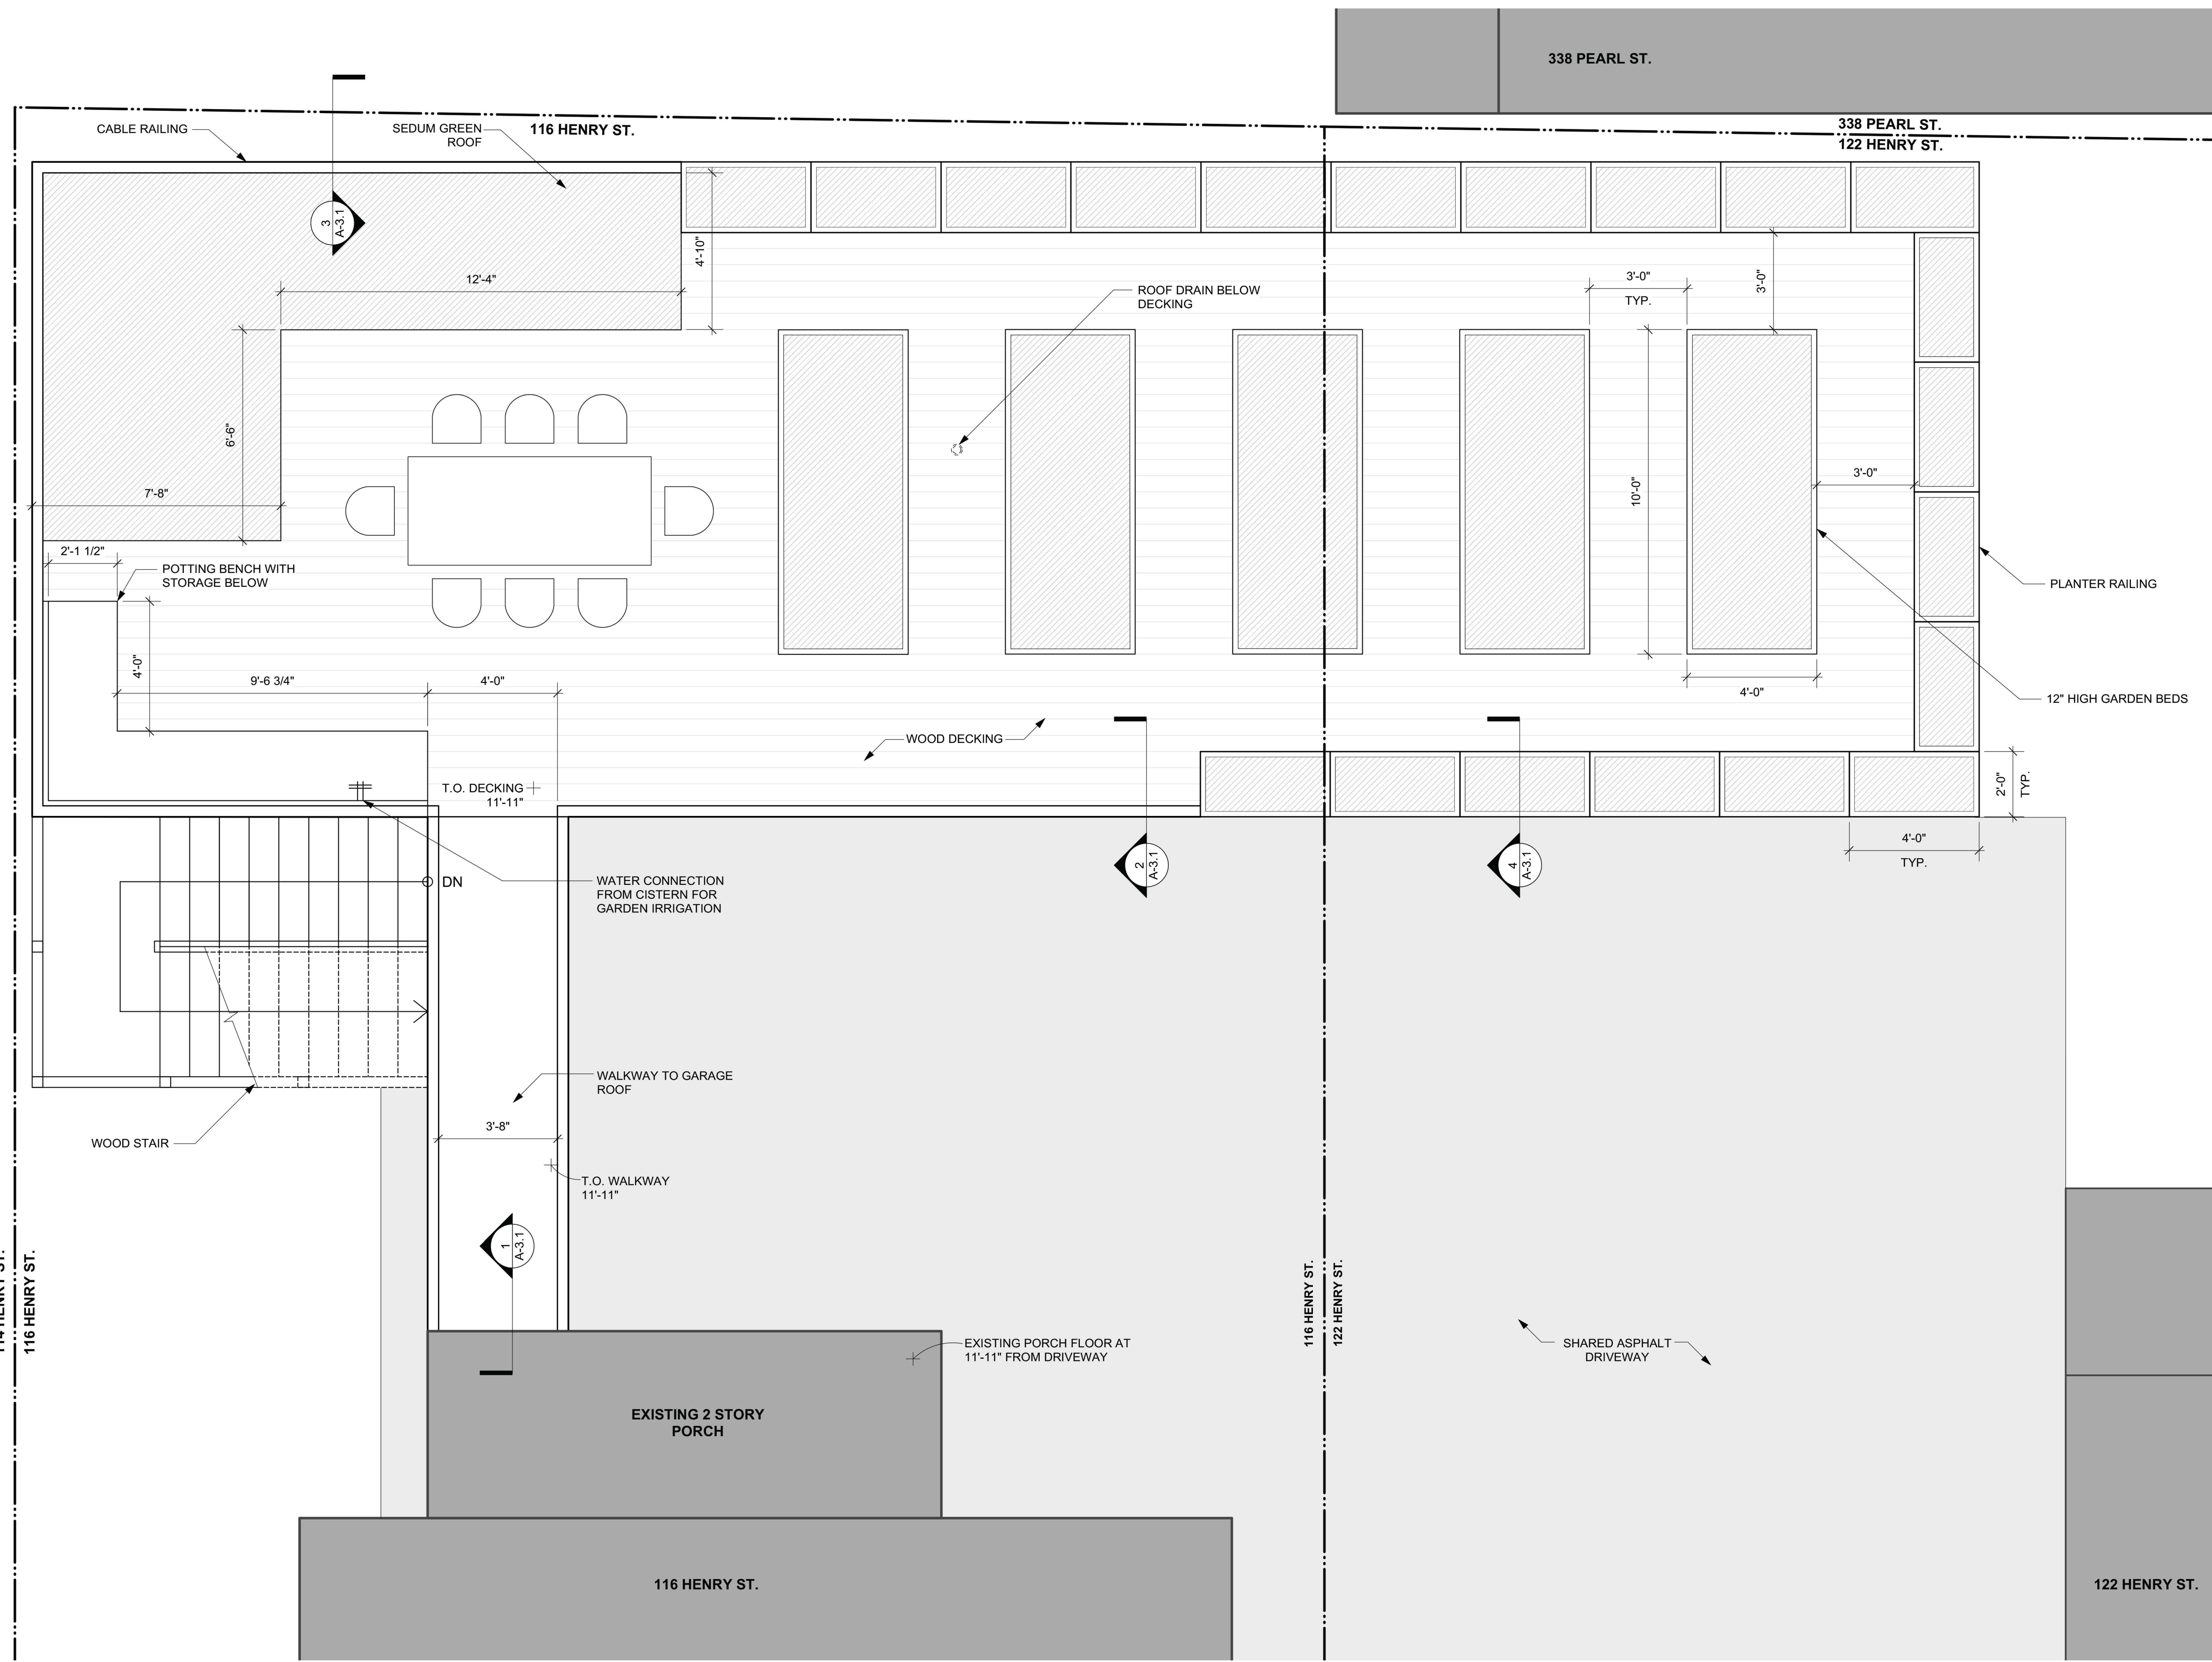 338 PEARL ST.
CABLE RAILING
SEDUM GREEN
ROOF
116 HENRY ST.
338 PEARL ST.
122 HENRY ST.
3
A-3.1
4'-10"
12'-4"
ROOF DRAIN BELOW
DECKING
3'-0"
TYP.
3'-0"
6'-6"
7'-8"
10'-0"
3'-0"
2'-1 1/2"
POTTING BENCH WITH
STORAGE BELOW
PLANTER RAILING
4'-0"
9'-6 3/4"
4'-0"
4'-0"
12" HIGH GARDEN BEDS
WOOD DECKING
T.O. DECKING
11'-11"
2'-0"
TYP.
4'-0"
TYP.
2
A-3.1
4
A-3.1
DN
WATER CONNECTION
FROM CISTERN FOR
GARDEN IRRIGATION
WALKWAY TO GARAGE
ROOF
3'-8"
WOOD STAIR
T.O. WALKWAY
11'-11"
1
A-3.1
114 HENRY ST.
116 HENRY ST.
116 HENRY ST.
122 HENRY ST.
EXISTING PORCH FLOOR AT
11'-11" FROM DRIVEWAY
SHARED ASPHALT
DRIVEWAY
EXISTING 2 STORY
PORCH
116 HENRY ST.
122 HENRY ST.